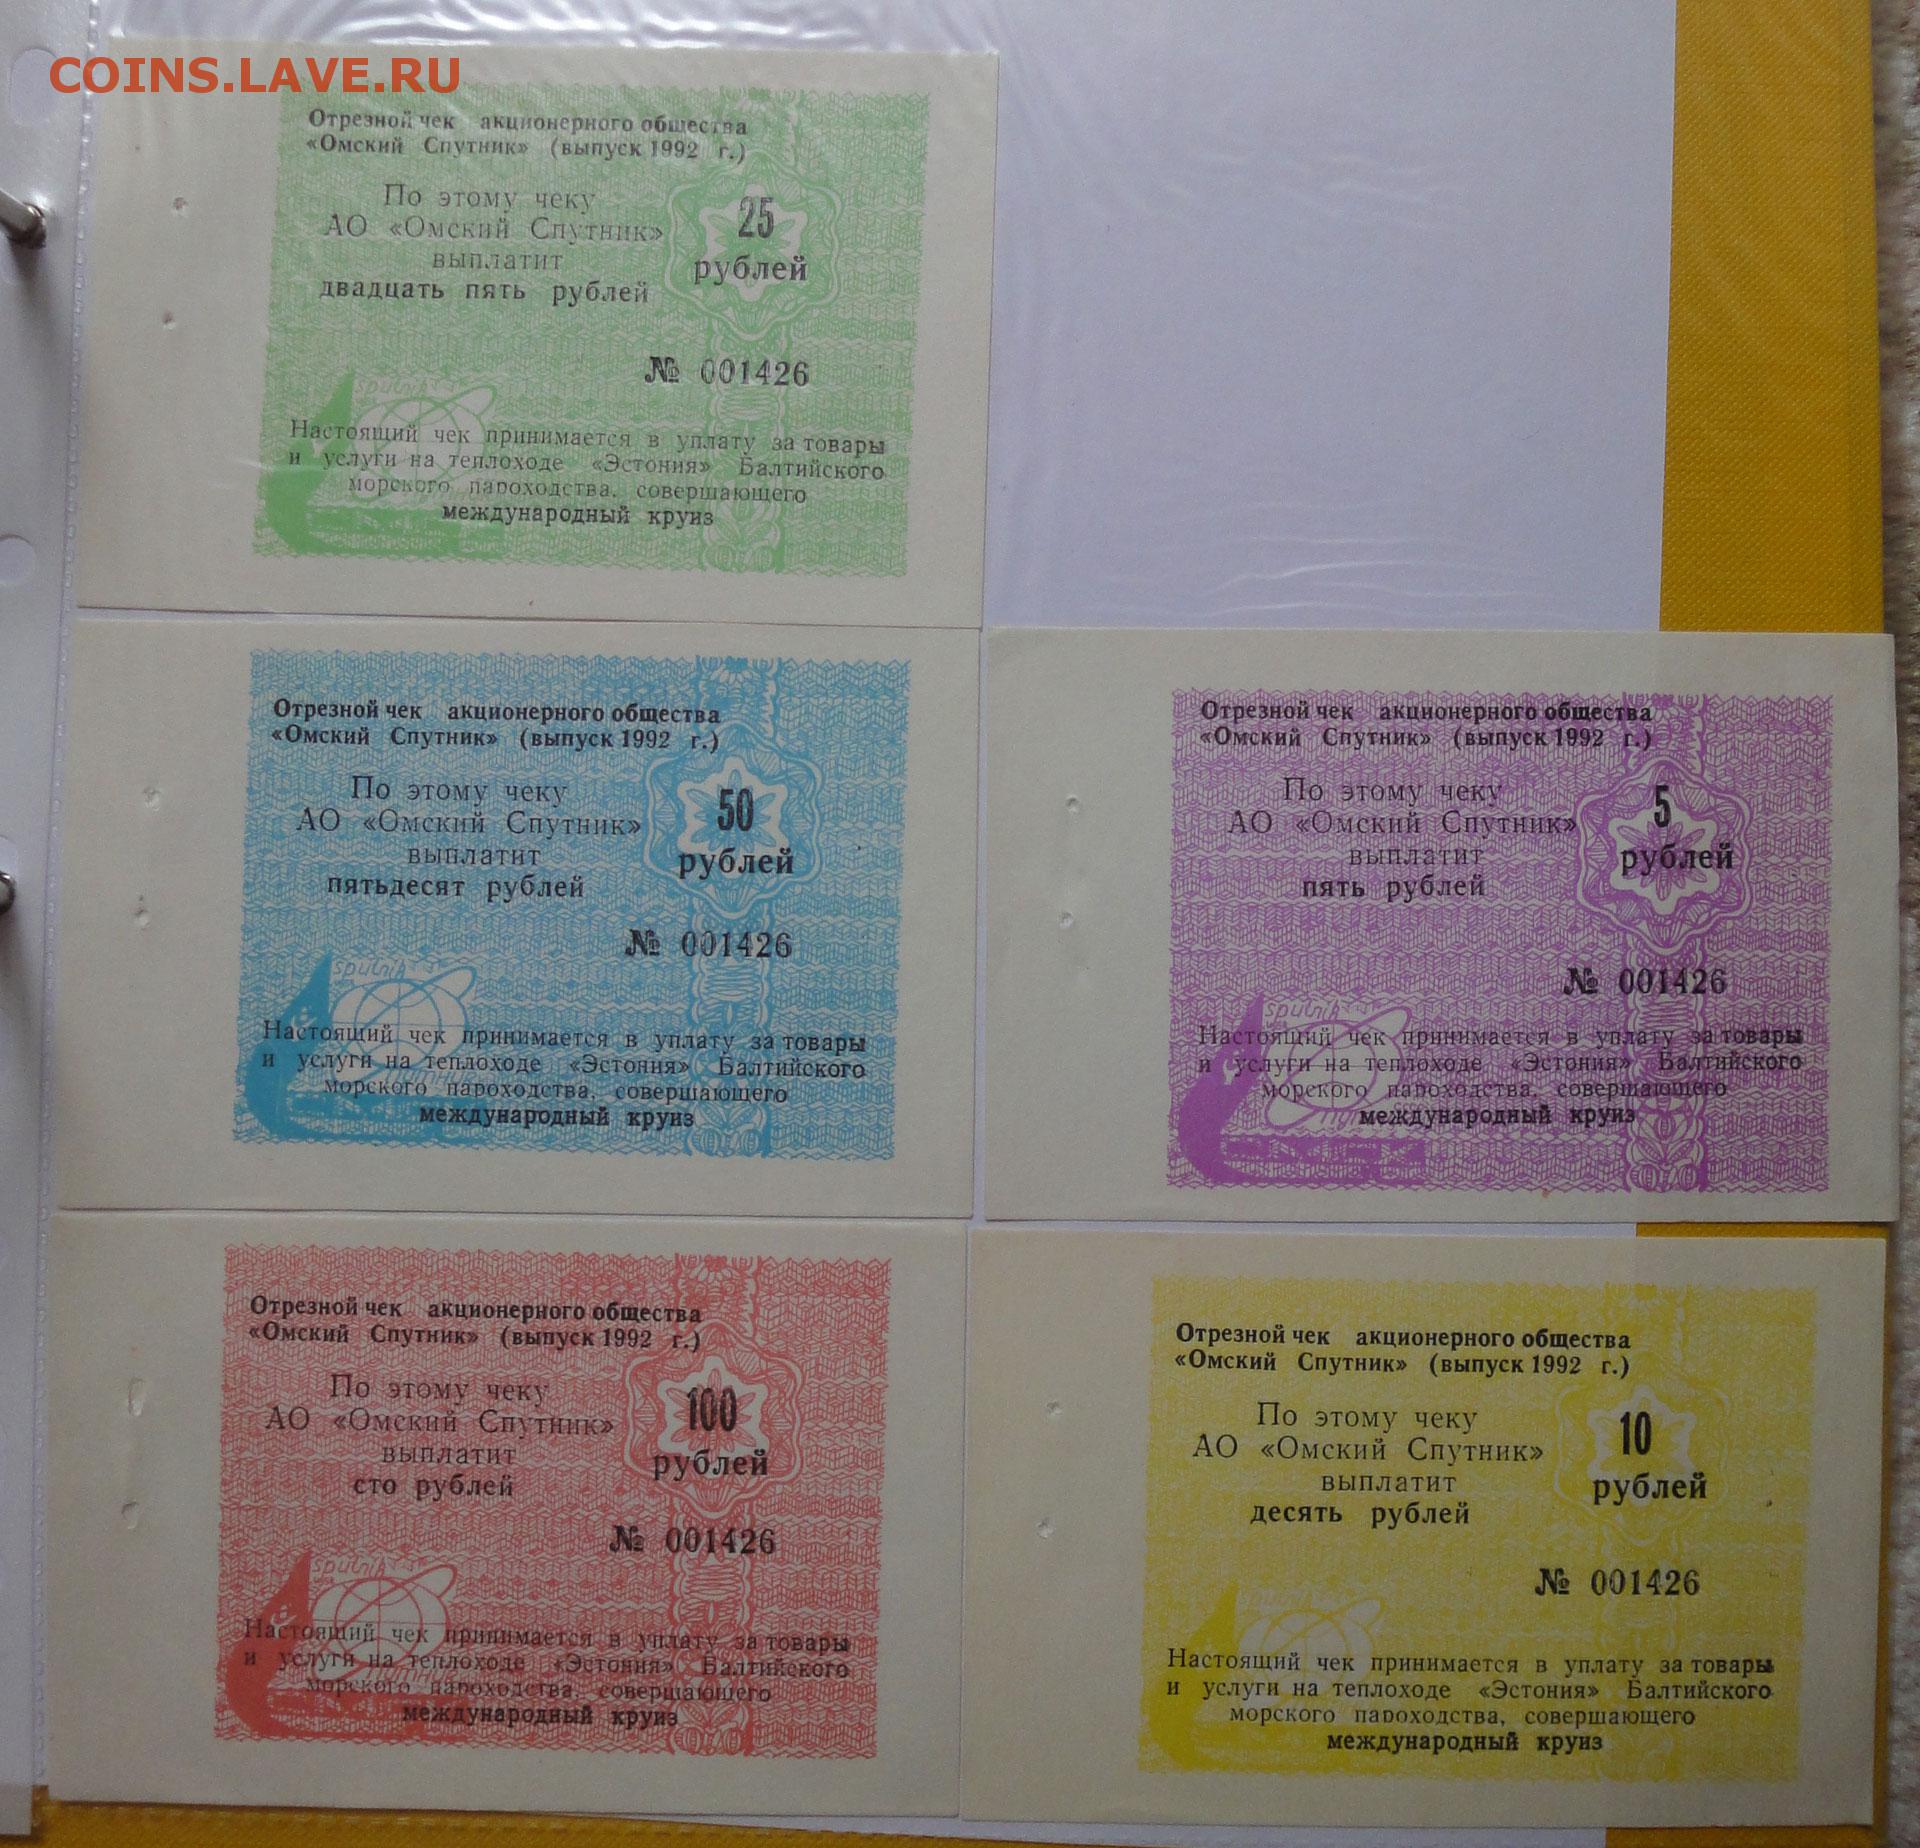 COINS.LAVE.RU
Отрезной чек акционерного общества
«Омский Спутник» (выпуск 1992 г.)
По этому чеку
АО «Омский Спутник»
выплатит
двадцать пять рублей
25
рублей
№ 001426
sputnik
Настоящий чек принимается в уплату за товары
и услуги на теплоходе «Эстония» Балтийского
морского пароходства, совершающего
международный круиз
Отрезной чек акционерного общества
«Омский Спутник» (выпуск 1992 г.)
По этому чеку
АО «Омский Спутник»
выплатит
пятьдесят рублей
50
рублей
№ 001426
sputnik
Настоящий чек принимается в уплату за товары
и услуги на теплоходе «Эстония» Балтийского
морского пароходства, совершающего
международный круиз
Отрезной чек акционерного общества
«Омский Спутник» (выпуск 1992 г.)
По этому чеку
АО «Омский Спутник»
выплатит
пять рублей
5
рублей
№ 001426
sputnik
Настоящий чек принимается в уплату за товары
и услуги на теплоходе «Эстония» Балтийского
морского пароходства, совершающего
международный круиз
Отрезной чек акционерного общества
«Омский Спутник» (выпуск 1992 г.)
По этому чеку
АО «Омский Спутник»
выплатит
сто рублей
100
рублей
№ 001426
sputnik
Настоящий чек принимается в уплату за товары
и услуги на теплоходе «Эстония» Балтийского
морского пароходства, совершающего
международный круиз
Отрезной чек акционерного общества
«Омский Спутник» (выпуск 1992 г.)
По этому чеку
АО «Омский Спутник»
выплатит
десять рублей
10
рублей
№ 001426
sputnik
Настоящий чек принимается в уплату за товары
и услуги на теплоходе «Эстония» Балтийского
морского пароходства, совершающего
международный круиз